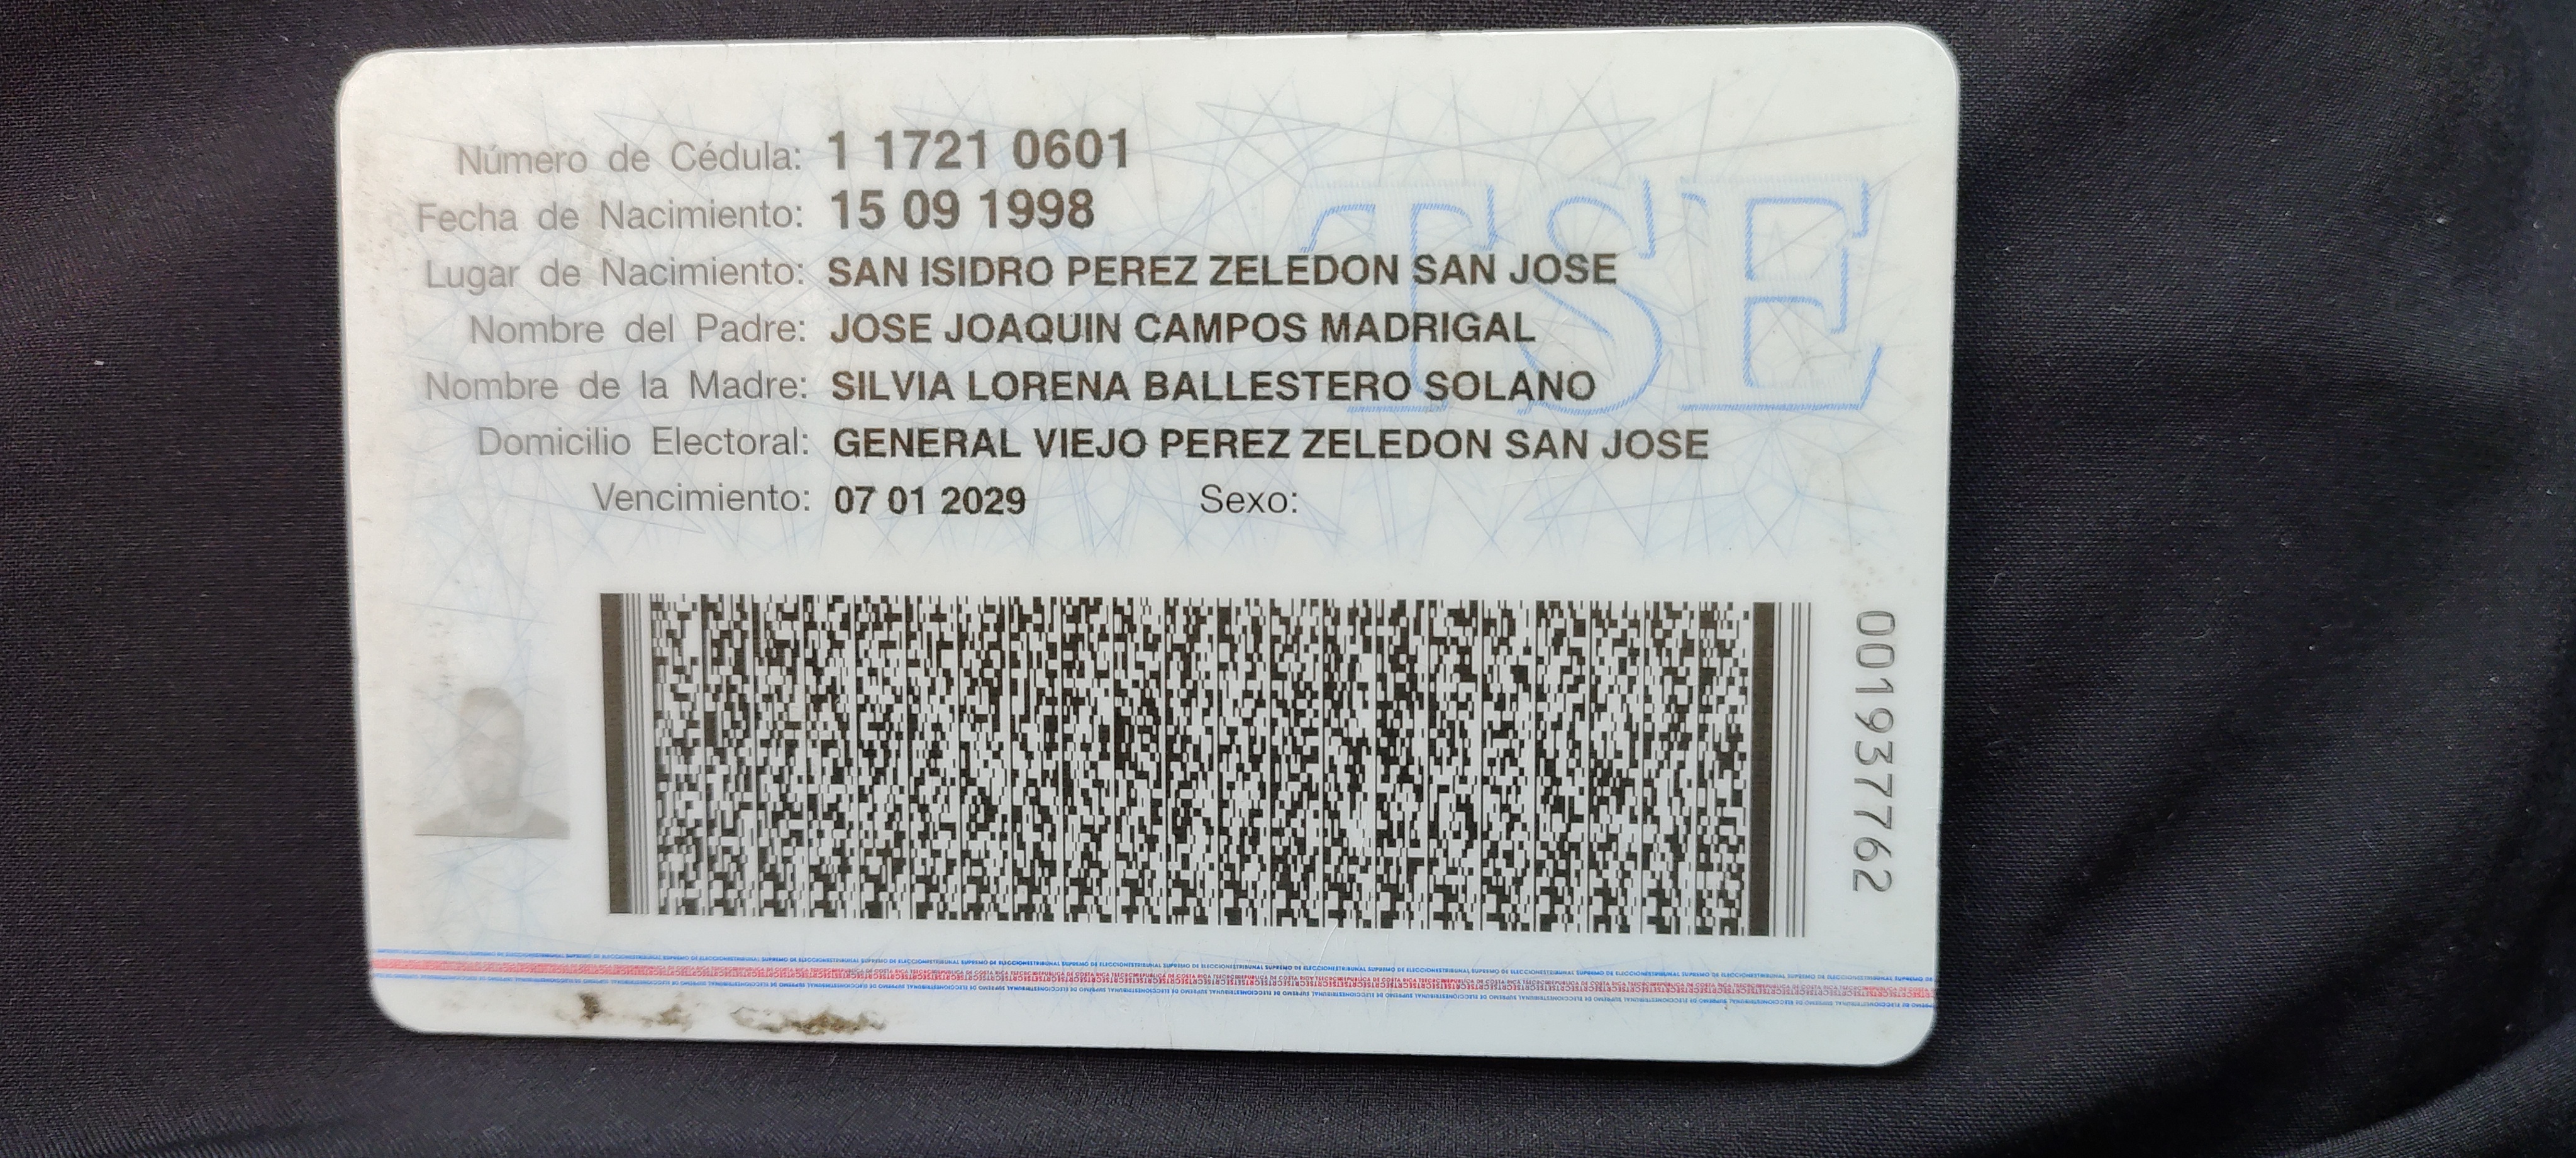 Número de Cédula: 1 1721 0601
Fecha de Nacimiento: 15 09 1998
Lugar de Nacimiento: SAN ISIDRO PEREZ ZELEDON SAN JOSE
Nombre del Padre: JOSE JOAQUIN CAMPOS MADRIGAL
Nombre de la Madre: SILVIA LORENA BALLESTERO SOLANO
Domicilio Electoral: GENERAL VIEJO PEREZ ZELEDON SAN JOSE
Vencimiento: 07 01 2029 Sexo:
TSE
001937762